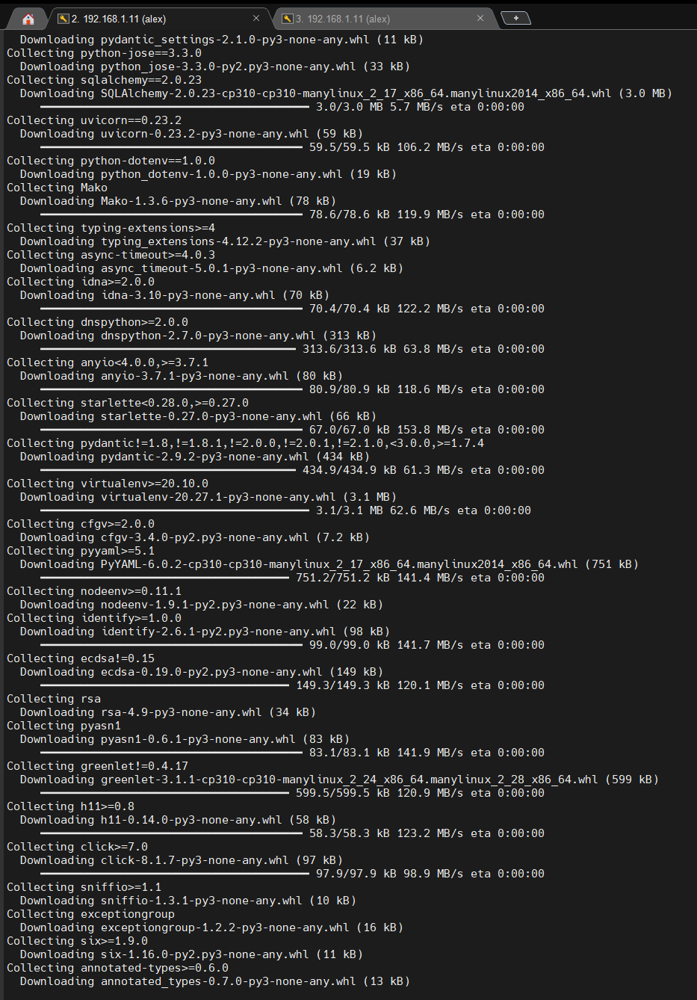 2. 192.168.1.11 (alex)
3. 192.168.1.11 (alex)
Downloading pydantic_settings-2.1.0-py3-none-any.whl (11 kB)
Collecting python-jose==3.3.0
Downloading python_jose-3.3.0-py2.py3-none-any.whl (33 kB)
Collecting sqlalchemy==2.0.23
Downloading SQLAlchemy-2.0.23-cp310-cp310-manylinux_2_17_x86_64.manylinux2014_x86_64.whl (3.0 MB)
3.0/3.0 MB 5.7 MB/s eta 0:00:00
Collecting uvicorn==0.23.2
Downloading uvicorn-0.23.2-py3-none-any.whl (59 kB)
59.5/59.5 kB 106.2 MB/s eta 0:00:00
Collecting python-dotenv==1.0.0
Downloading python_dotenv-1.0.0-py3-none-any.whl (19 kB)
Collecting Mako
Downloading Mako-1.3.6-py3-none-any.whl (78 kB)
78.6/78.6 kB 119.9 MB/s eta 0:00:00
Collecting typing-extensions>=4
Downloading typing_extensions-4.12.2-py3-none-any.whl (37 kB)
Collecting async-timeout>=4.0.3
Downloading async_timeout-5.0.1-py3-none-any.whl (6.2 kB)
Collecting idna>=2.0.0
Downloading idna-3.10-py3-none-any.whl (70 kB)
70.4/70.4 kB 122.2 MB/s eta 0:00:00
Collecting dnspython>=2.0.0
Downloading dnspython-2.7.0-py3-none-any.whl (313 kB)
313.6/313.6 kB 63.8 MB/s eta 0:00:00
Collecting anyio<4.0.0,>=3.7.1
Downloading anyio-3.7.1-py3-none-any.whl (80 kB)
80.9/80.9 kB 118.6 MB/s eta 0:00:00
Collecting starlette<0.28.0,>=0.27.0
Downloading starlette-0.27.0-py3-none-any.whl (66 kB)
67.0/67.0 kB 153.8 MB/s eta 0:00:00
Collecting pydantic!=1.8,!=1.8.1,!=2.0.0,!=2.0.1,!=2.1.0,<3.0.0,>=1.7.4
Downloading pydantic-2.9.2-py3-none-any.whl (434 kB)
434.9/434.9 kB 61.3 MB/s eta 0:00:00
Collecting virtualenv>=20.10.0
Downloading virtualenv-20.27.1-py3-none-any.whl (3.1 MB)
3.1/3.1 MB 62.6 MB/s eta 0:00:00
Collecting cfgv>=2.0.0
Downloading cfgv-3.4.0-py2.py3-none-any.whl (7.2 kB)
Collecting pyyaml>=5.1
Downloading PyYAML-6.0.2-cp310-cp310-manylinux_2_17_x86_64.manylinux2014_x86_64.whl (751 kB)
751.2/751.2 kB 141.4 MB/s eta 0:00:00
Collecting nodeenv>=0.11.1
Downloading nodeenv-1.9.1-py2.py3-none-any.whl (22 kB)
Collecting identify>=1.0.0
Downloading identify-2.6.1-py2.py3-none-any.whl (98 kB)
99.0/99.0 kB 141.7 MB/s eta 0:00:00
Collecting ecdsa!=0.15
Downloading ecdsa-0.19.0-py2.py3-none-any.whl (149 kB)
149.3/149.3 kB 120.1 MB/s eta 0:00:00
Collecting rsa
Downloading rsa-4.9-py3-none-any.whl (34 kB)
Collecting pyasn1
Downloading pyasn1-0.6.1-py3-none-any.whl (83 kB)
83.1/83.1 kB 141.9 MB/s eta 0:00:00
Collecting greenlet!=0.4.17
Downloading greenlet-3.1.1-cp310-cp310-manylinux_2_24_x86_64.manylinux_2_28_x86_64.whl (599 kB)
599.5/599.5 kB 120.9 MB/s eta 0:00:00
Collecting h11>=0.8
Downloading h11-0.14.0-py3-none-any.whl (58 kB)
58.3/58.3 kB 123.2 MB/s eta 0:00:00
Collecting click>=7.0
Downloading click-8.1.7-py3-none-any.whl (97 kB)
97.9/97.9 kB 98.9 MB/s eta 0:00:00
Collecting sniffio>=1.1
Downloading sniffio-1.3.1-py3-none-any.whl (10 kB)
Collecting exceptiongroup
Downloading exceptiongroup-1.2.2-py3-none-any.whl (16 kB)
Collecting six>=1.9.0
Downloading six-1.16.0-py2.py3-none-any.whl (11 kB)
Collecting annotated-types>=0.6.0
Downloading annotated_types-0.7.0-py3-none-any.whl (13 kB)